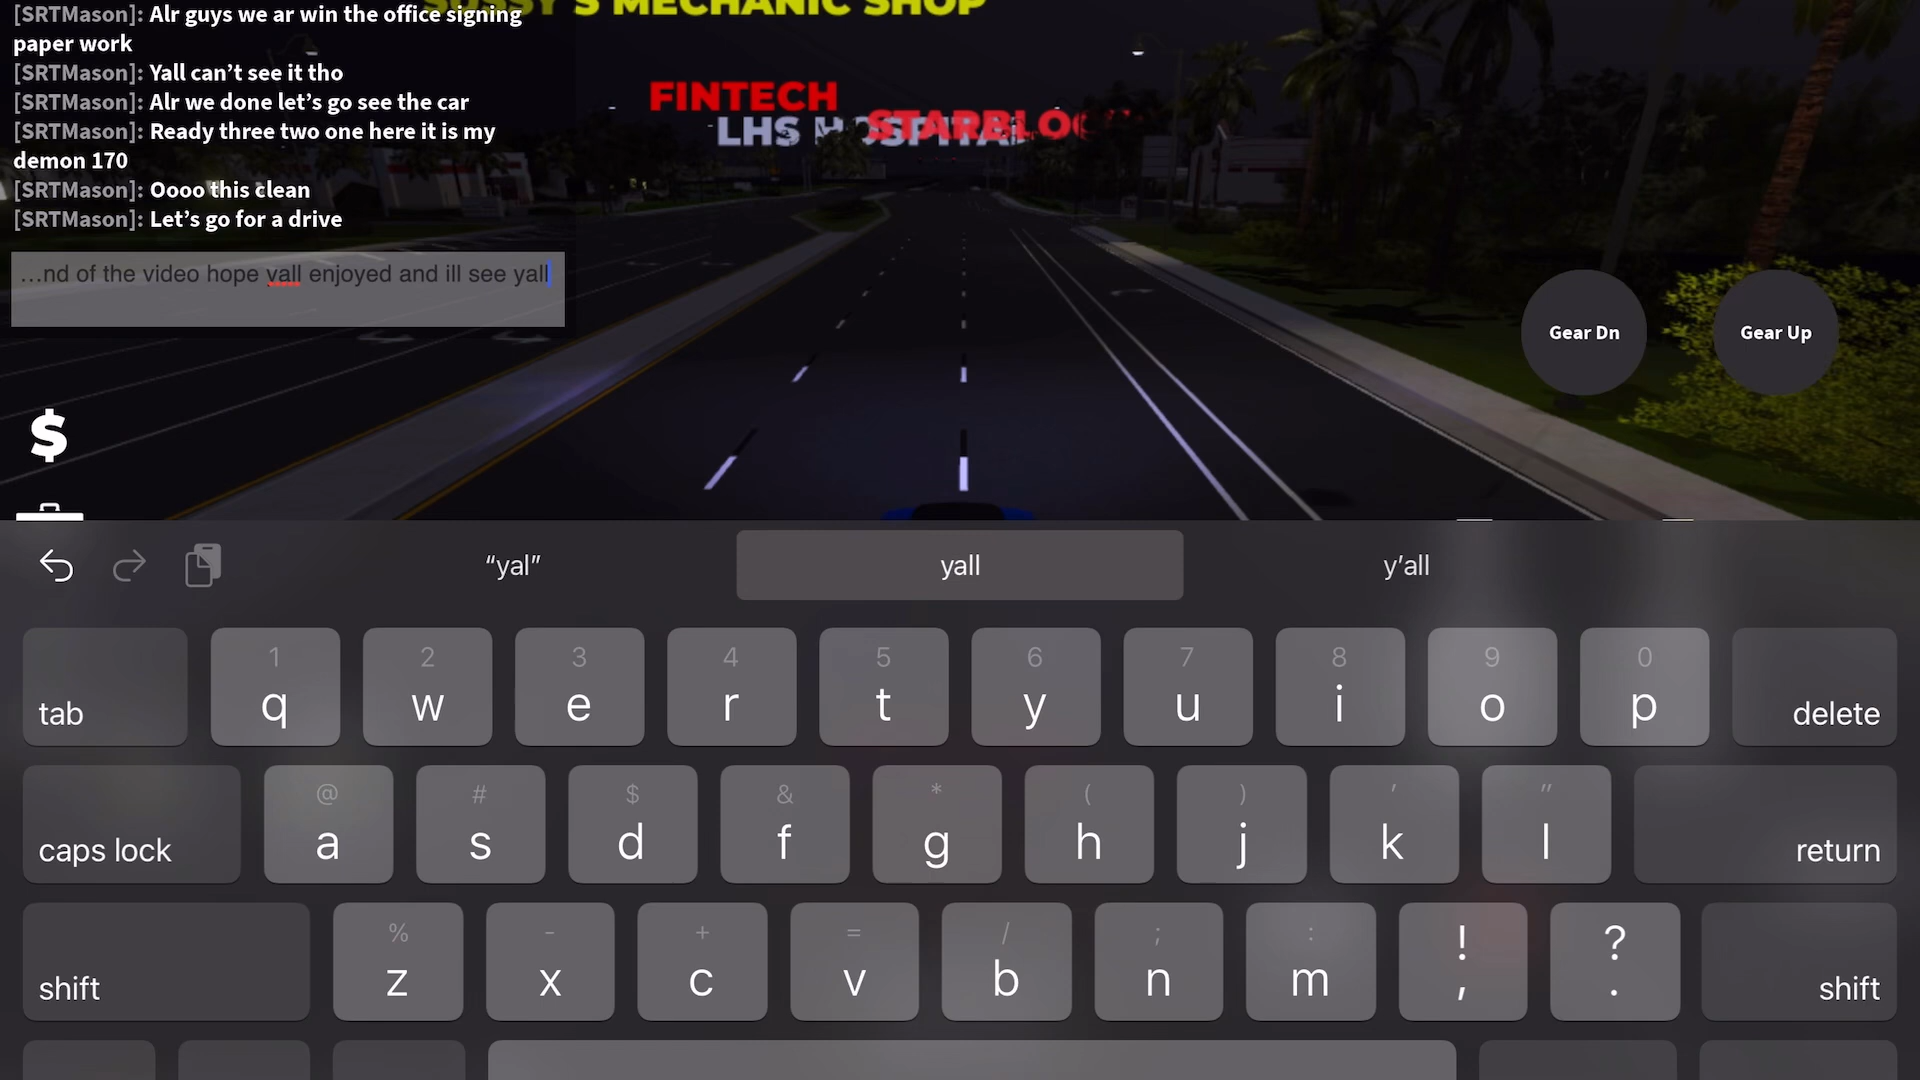 [SRTMason]: Alr guys we ar win the office signing
paper work
[SRTMason]: Yall can’t see it tho
[SRTMason]: Alr we done let’s go see the car
[SRTMason]: Ready three two one here it is my
demon 170
[SRTMason]: Oooo this clean
[SRTMason]: Let’s go for a drive
...nd of the video hope yall enjoyed and ill see yall
MECHANIC SHOP
FINTECH
LHS
Gear Dn
Gear Up
$
“yal”
yall
y’all
1 2 3 4 5 6 7 8 9 0
tab q w e r t y u i o p delete
@ # $ & * ( ) ' "
caps lock a s d f g h j k l return
% - + = / ; : ! ?
shift z x c v b n m , . shift